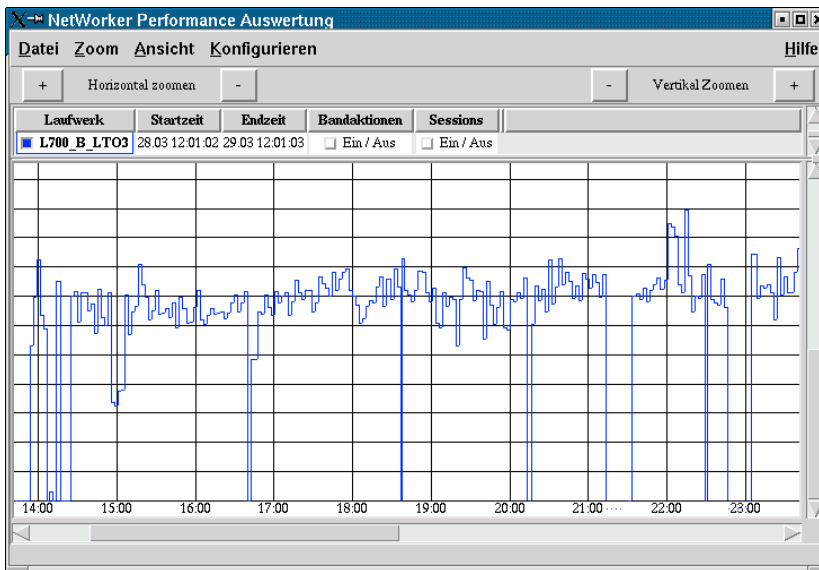 NetWorker Performance Auswertung
Datei Zoom Ansicht Konfigurieren Hilfe
+ Horizontal zoomen - - Vertikal Zoomen +
Laufwerk Startzeit Endzeit Bandaktionen Sessions
L700_B_LTO3 28.03 12:01:02 29.03 12:01:03 Ein / Aus Ein / Aus
14:00 15:00 16:00 17:00 18:00 19:00 20:00 21:00 22:00 23:00